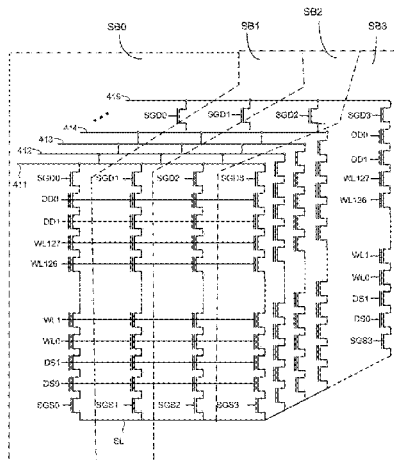 SB0
SB1
SB2
SB3
415
SGD0
SGD1
SGD2
SGD3
414
413
412
411
DD0
DD1
WL127
WL126
SGD0
SGD1
SGD2
SGD3
DD0
DD1
WL127
WL126
WL1
WL0
DS1
DS0
SGS3
WL1
WL0
DS1
DS0
SGS0
SGS1
SGS2
SGS3
SL